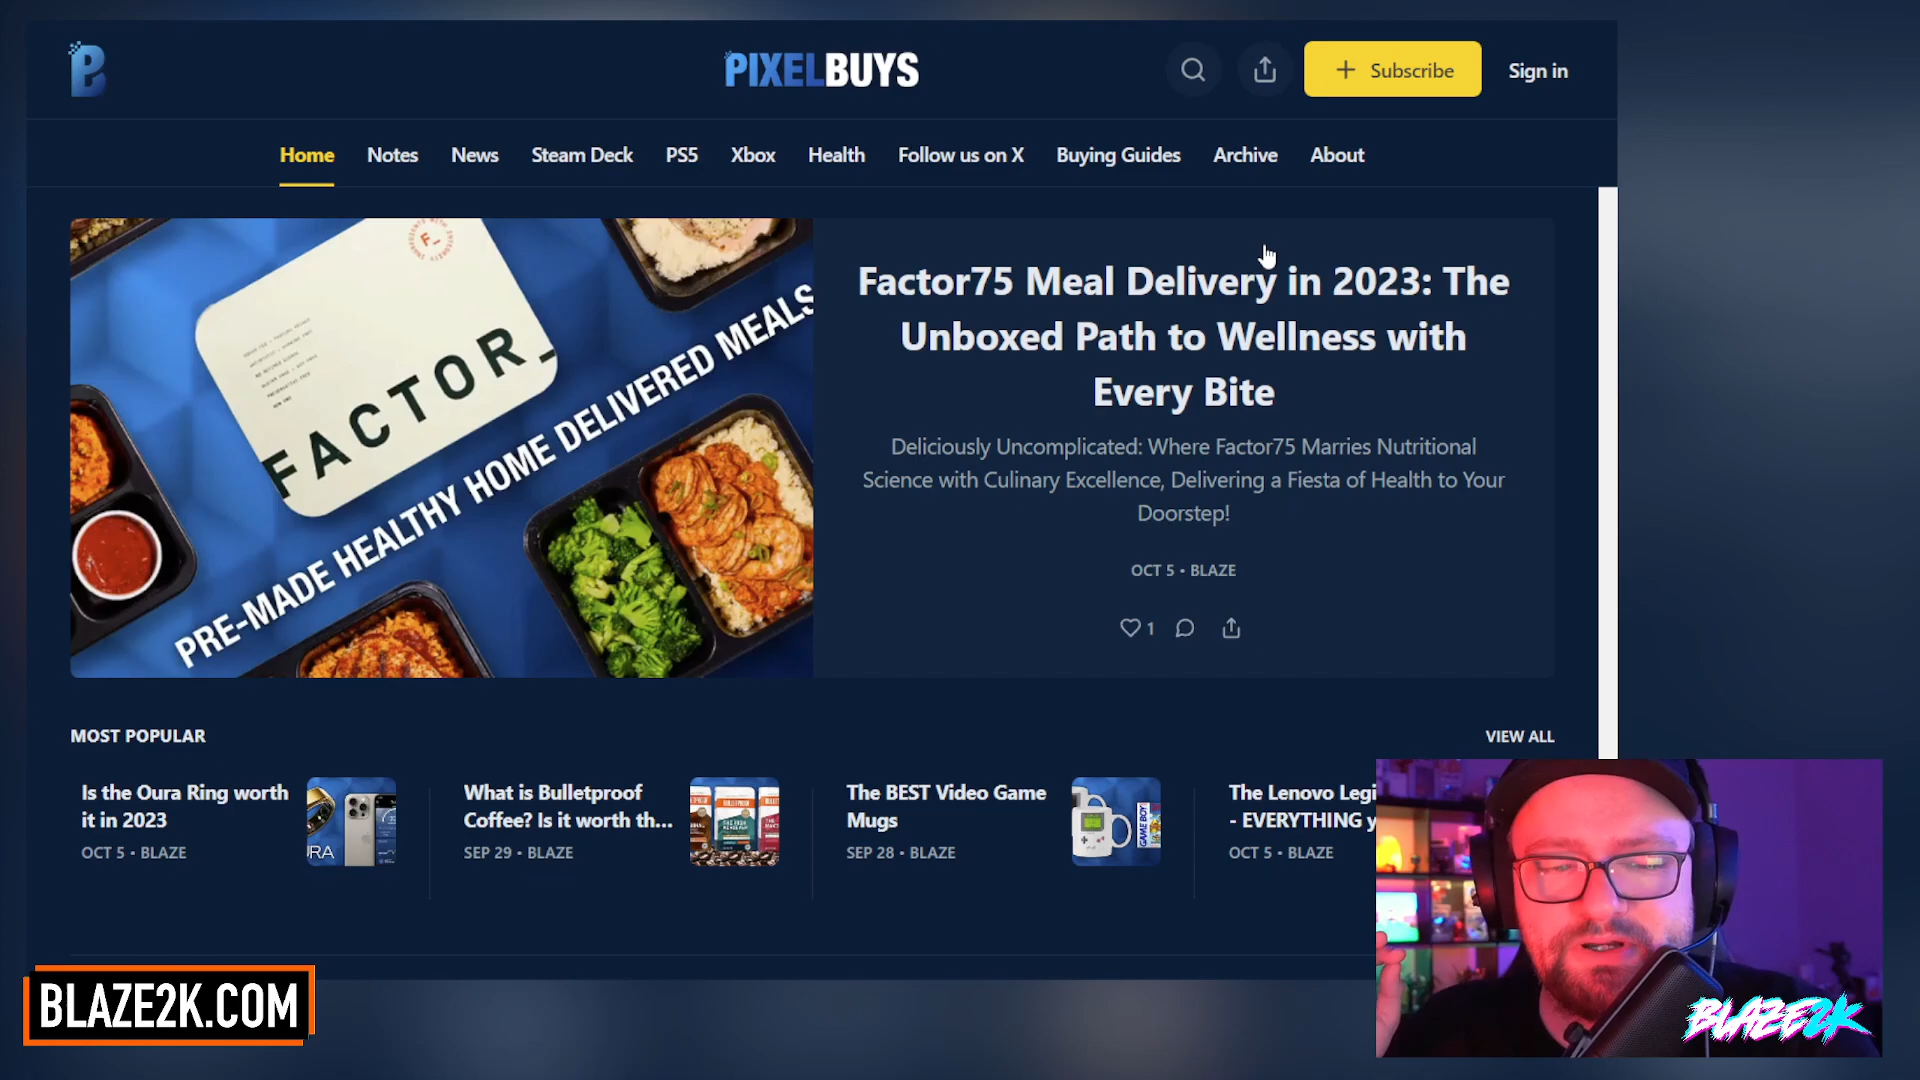 PIXELBUYS
Subscribe
Sign in
Home
Notes
News
Steam Deck
PS5
Xbox
Health
Follow us on X
Buying Guides
Archive
About
FACTOR_
PRE-MADE HEALTHY HOME DELIVERED MEALS
Factor75 Meal Delivery in 2023: The
Unboxed Path to Wellness with
Every Bite
Deliciously Uncomplicated: Where Factor75 Marries Nutritional
Science with Culinary Excellence, Delivering a Fiesta of Health to Your
Doorstep!
OCT 5 • BLAZE
1
MOST POPULAR
VIEW ALL
Is the Oura Ring worth
it in 2023
OCT 5 • BLAZE
What is Bulletproof
Coffee? Is it worth th...
SEP 29 • BLAZE
The BEST Video Game
Mugs
SEP 28 • BLAZE
GAME BOY
The Lenovo Legi
- EVERYTHING y
OCT 5 • BLAZE
BLAZE2K.COM
BLAZE2K